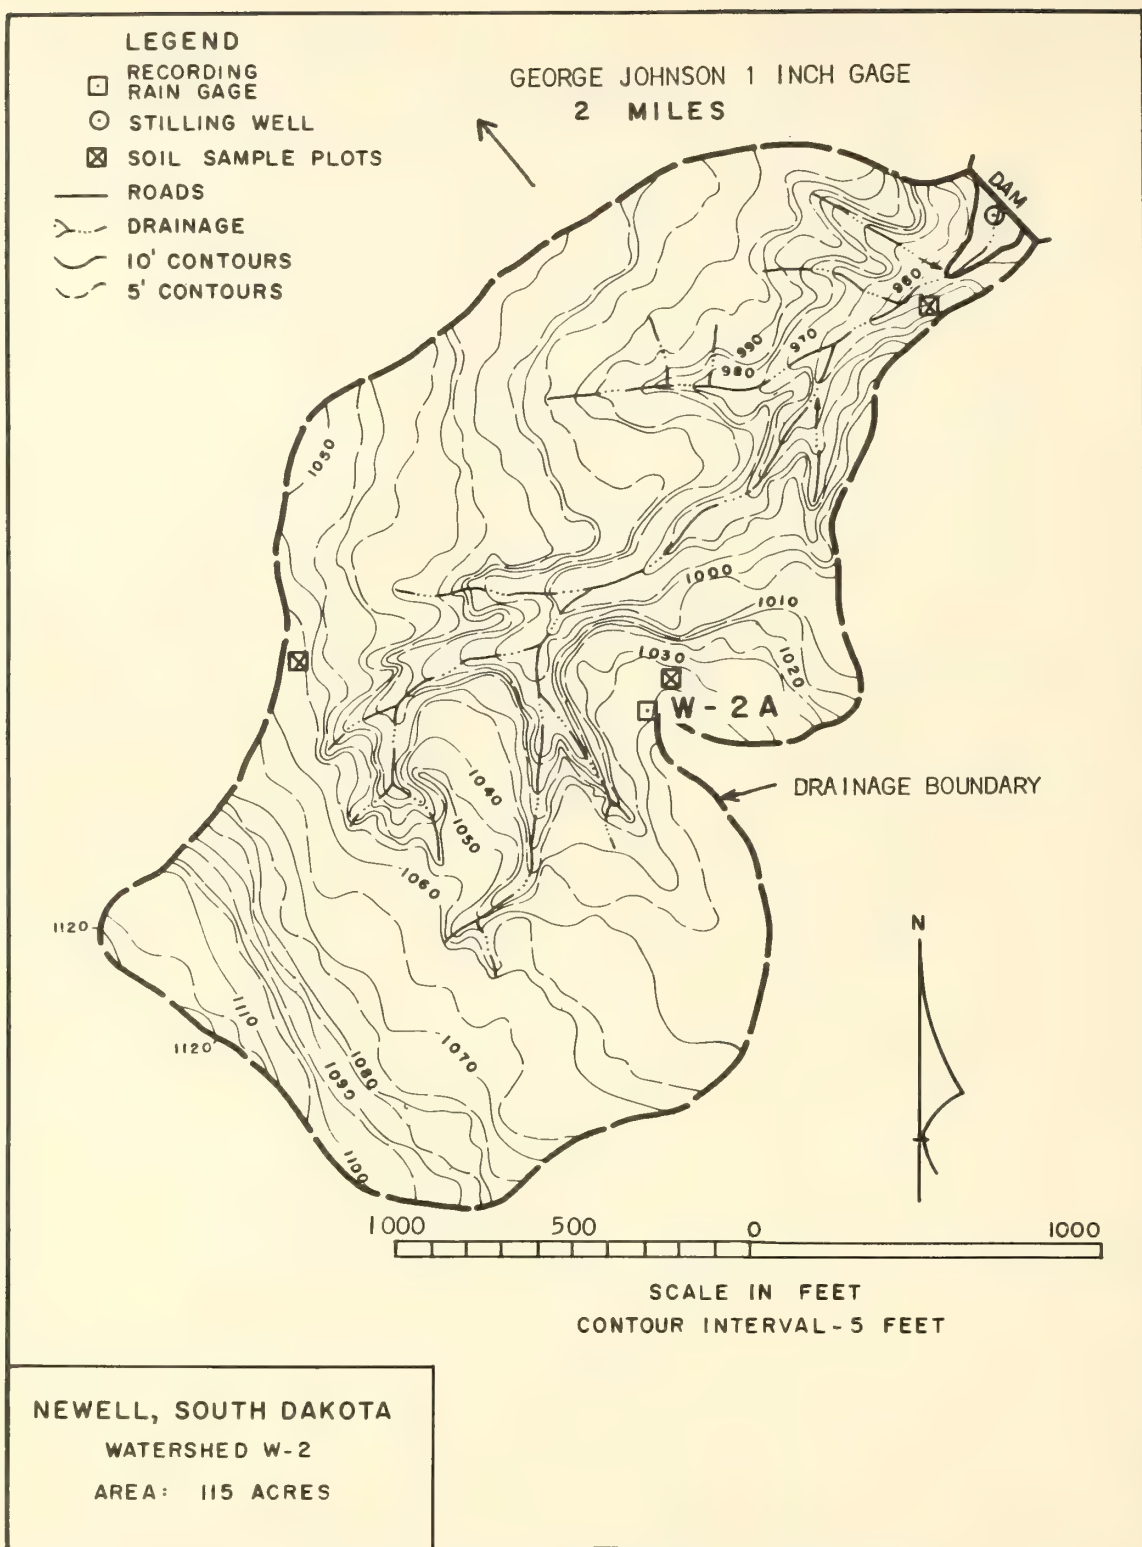 LEGEND
RECORDING
RAIN GAGE
STILLING WELL
SOIL SAMPLE PLOTS
ROADS
DRAINAGE
10' CONTOURS
5' CONTOURS
GEORGE JOHNSON 1 INCH GAGE
2 MILES
DAM
960
970
990
980
1050
1000
1010
1020
1030
W-2A
DRAINAGE BOUNDARY
1040
1050
1060
1120
1110
1120
1070
1080
1090
1100
N
1000 500 0 1000
SCALE IN FEET
CONTOUR INTERVAL-5 FEET
NEWELL, SOUTH DAKOTA
WATERSHED W-2
AREA: 115 ACRES